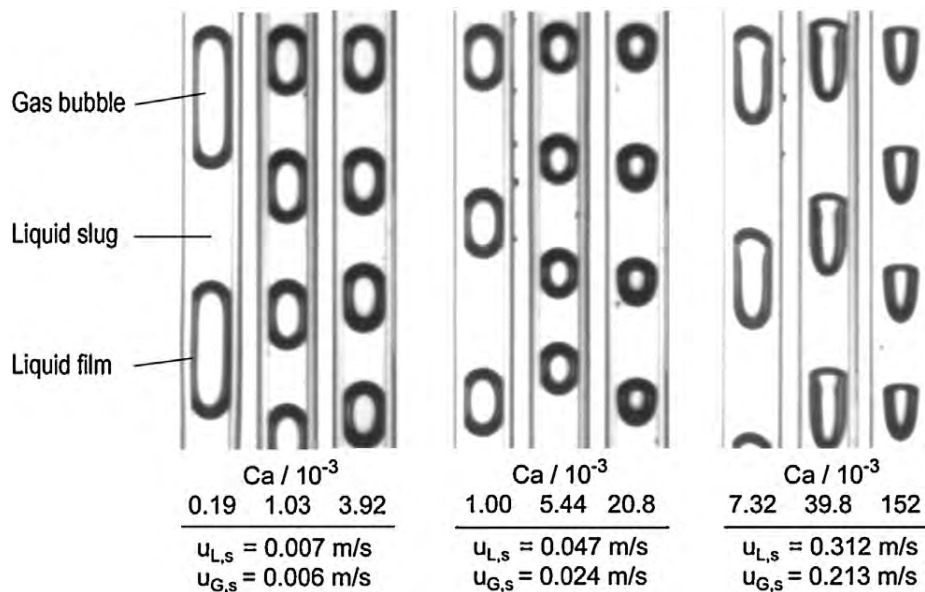 Gas bubble
Liquid slug
Liquid film
Ca / 10⁻³
0.19 1.03 3.92
u_L,s = 0.007 m/s
u_G,s = 0.006 m/s
Ca / 10⁻³
1.00 5.44 20.8
u_L,s = 0.047 m/s
u_G,s = 0.024 m/s
Ca / 10⁻³
7.32 39.8 152
u_L,s = 0.312 m/s
u_G,s = 0.213 m/s